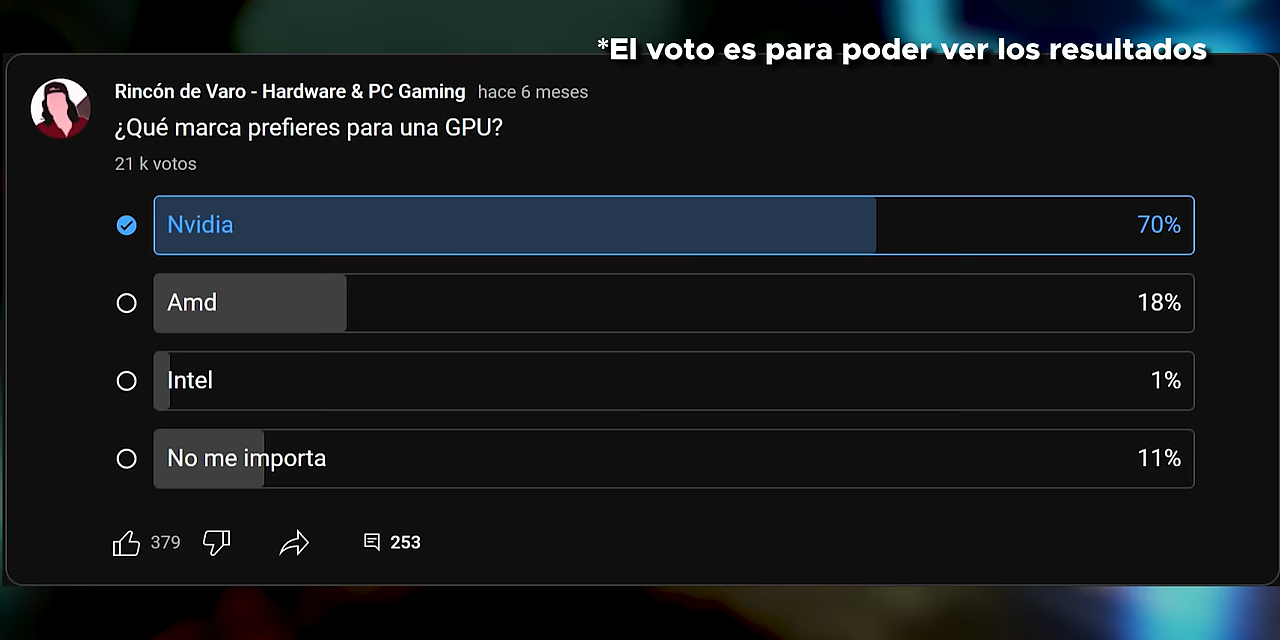 *El voto es para poder ver los resultados
Rincón de Varo - Hardware & PC Gaming hace 6 meses
¿Qué marca prefieres para una GPU?
21 k votos
Nvidia 70%
Amd 18%
Intel 1%
No me importa 11%
379 253